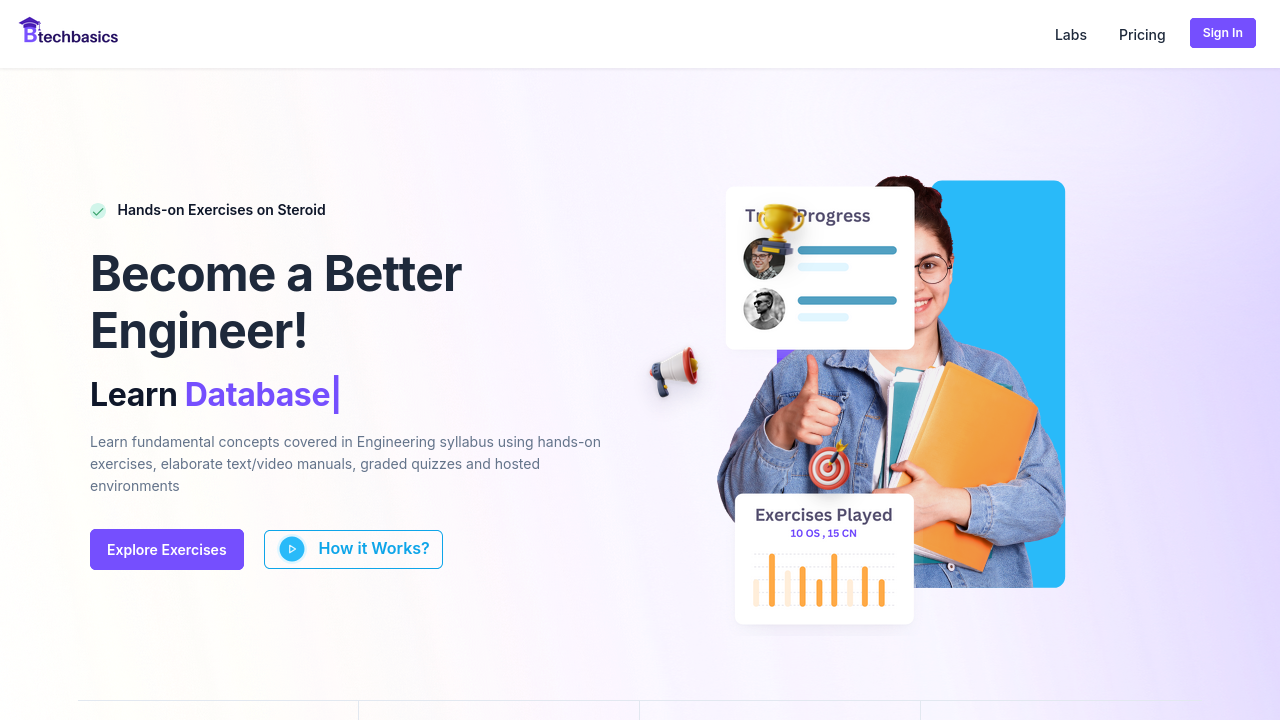 Btechbasics
Labs
Pricing
Sign In
Hands-on Exercises on Steroid
Become a Better
Engineer!
Learn Database|
Learn fundamental concepts covered in Engineering syllabus using hands-on
exercises, elaborate text/video manuals, graded quizzes and hosted
environments
Explore Exercises
How it Works?
Progress
Exercises Played
10 OS , 15 CN